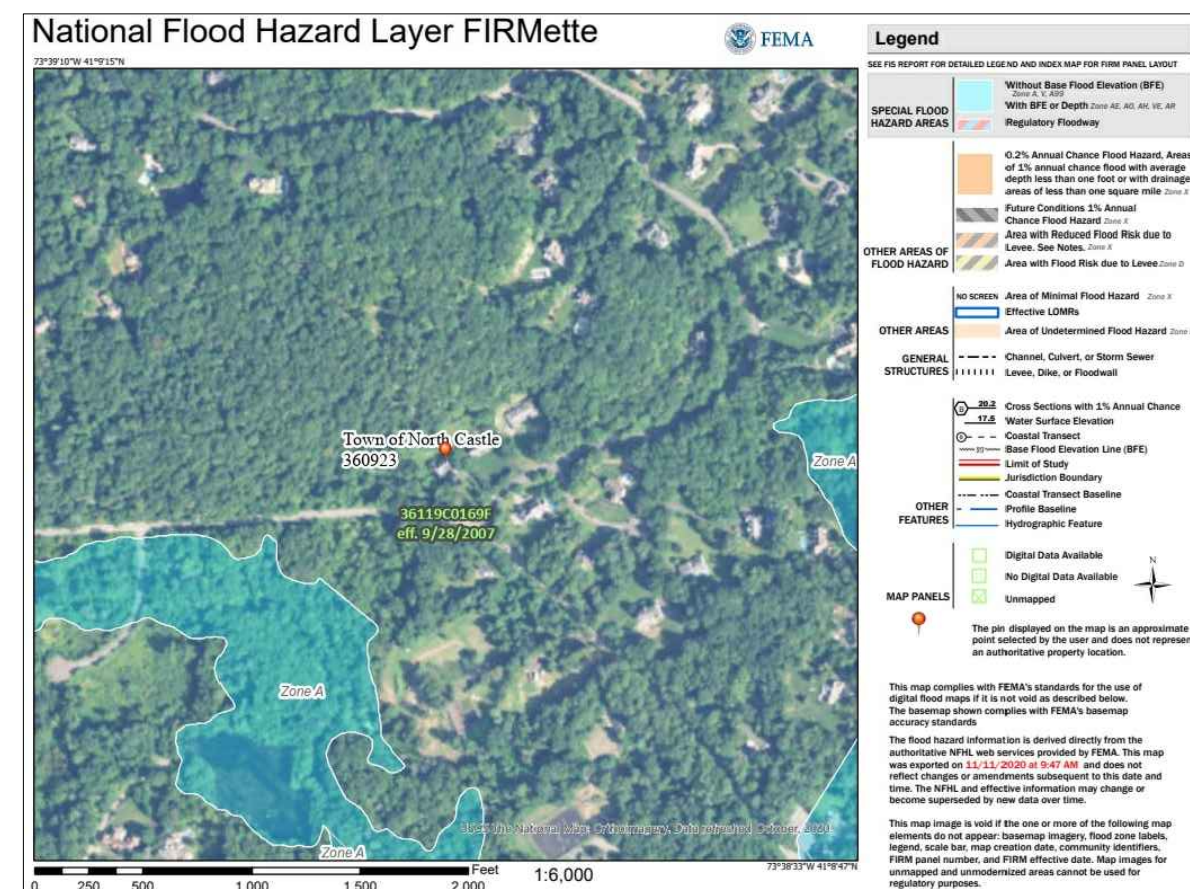 National Flood Hazard Layer FIRMette
FEMA
73°39'10"W 41°9'15"N
Town of North Castle
360923
36119C0169F
eff. 9/28/2007
Zone A
Zone A
Zone A
USGS The National Map: Orthoimagery. Data refreshed October, 2020.
Feet
0 250 500 1,000 1,500 2,000
1:6,000
73°38'33"W 41°8'47"N
Legend
SEE FIS REPORT FOR DETAILED LEGEND AND INDEX MAP FOR FIRM PANEL LAYOUT
SPECIAL FLOOD
HAZARD AREAS
Without Base Flood Elevation (BFE)
Zone A, V, A99
With BFE or Depth Zone AE, AO, AH, VE, AR
Regulatory Floodway
OTHER AREAS OF
FLOOD HAZARD
0.2% Annual Chance Flood Hazard, Areas
of 1% annual chance flood with average
depth less than one foot or with drainage
areas of less than one square mile Zone X
Future Conditions 1% Annual
Chance Flood Hazard Zone X
Area with Reduced Flood Risk due to
Levee. See Notes. Zone X
Area with Flood Risk due to Levee Zone D
OTHER AREAS
NO SCREEN Area of Minimal Flood Hazard Zone X
Effective LOMRs
Area of Undetermined Flood Hazard Zone
GENERAL
STRUCTURES
Channel, Culvert, or Storm Sewer
Levee, Dike, or Floodwall
OTHER
FEATURES
B 20.2 Cross Sections with 1% Annual Chance
17.5 Water Surface Elevation
Coastal Transect
Base Flood Elevation Line (BFE)
Limit of Study
Jurisdiction Boundary
Coastal Transect Baseline
Profile Baseline
Hydrographic Feature
MAP PANELS
Digital Data Available
No Digital Data Available
Unmapped
N
The pin displayed on the map is an approximate
point selected by the user and does not represen
an authoritative property location.
This map complies with FEMA's standards for the use of
digital flood maps if it is not void as described below.
The basemap shown complies with FEMA's basemap
accuracy standards
The flood hazard information is derived directly from the
authoritative NFHL web services provided by FEMA. This map
was exported on 11/11/2020 at 9:47 AM and does not
reflect changes or amendments subsequent to this date and
time. The NFHL and effective information may change or
become superseded by new data over time.
This map image is void if the one or more of the following map
elements do not appear: basemap imagery, flood zone labels,
legend, scale bar, map creation date, community identifiers,
FIRM panel number, and FIRM effective date. Map images for
unmapped and unmodernized areas cannot be used for
regulatory purposes.